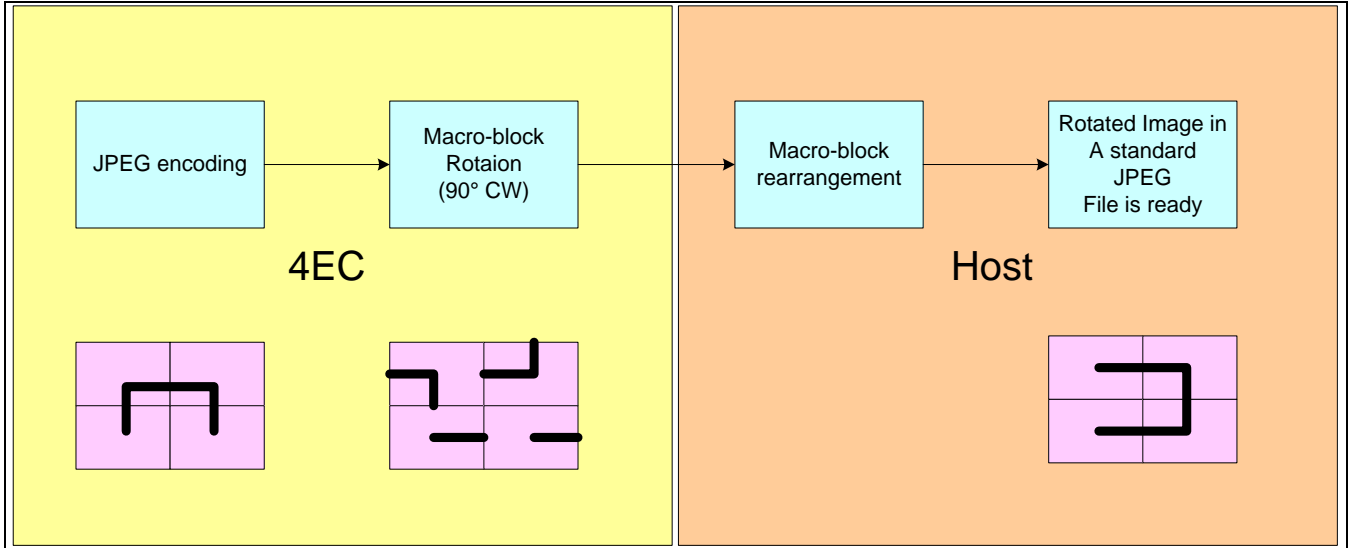 JPEG encoding
Macro-block
Rotaion
(90° CW)
Macro-block
rearrangement
Rotated Image in
A standard
JPEG
File is ready
4EC
Host